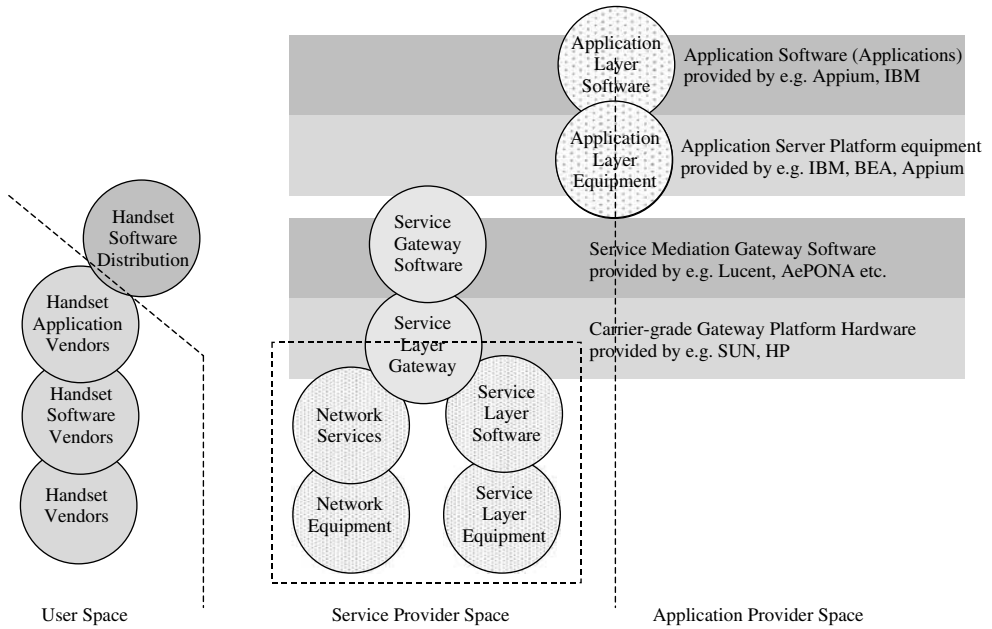 Application
Layer
Software
Application Software (Applications)
provided by e.g. Appium, IBM
Application
Layer
Equipment
Application Server Platform equipment
provided by e.g. IBM, BEA, Appium
Handset
Software
Distribution
Service
Gateway
Software
Service Mediation Gateway Software
provided by e.g. Lucent, AePONA etc.
Handset
Application
Vendors
Service
Layer
Gateway
Carrier-grade Gateway Platform Hardware
provided by e.g. SUN, HP
Handset
Software
Vendors
Network
Services
Service
Layer
Software
Handset
Vendors
Network
Equipment
Service
Layer
Equipment
User Space
Service Provider Space
Application Provider Space